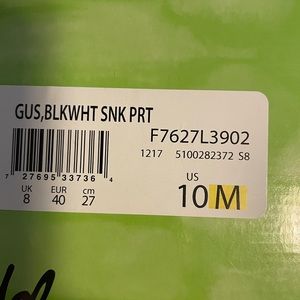 GUS,BLKWHT SNK PRT
F7627L3902
1217 5100282372 S8
7 27695 33736 4
UK EUR cm US
8 40 27 10 M